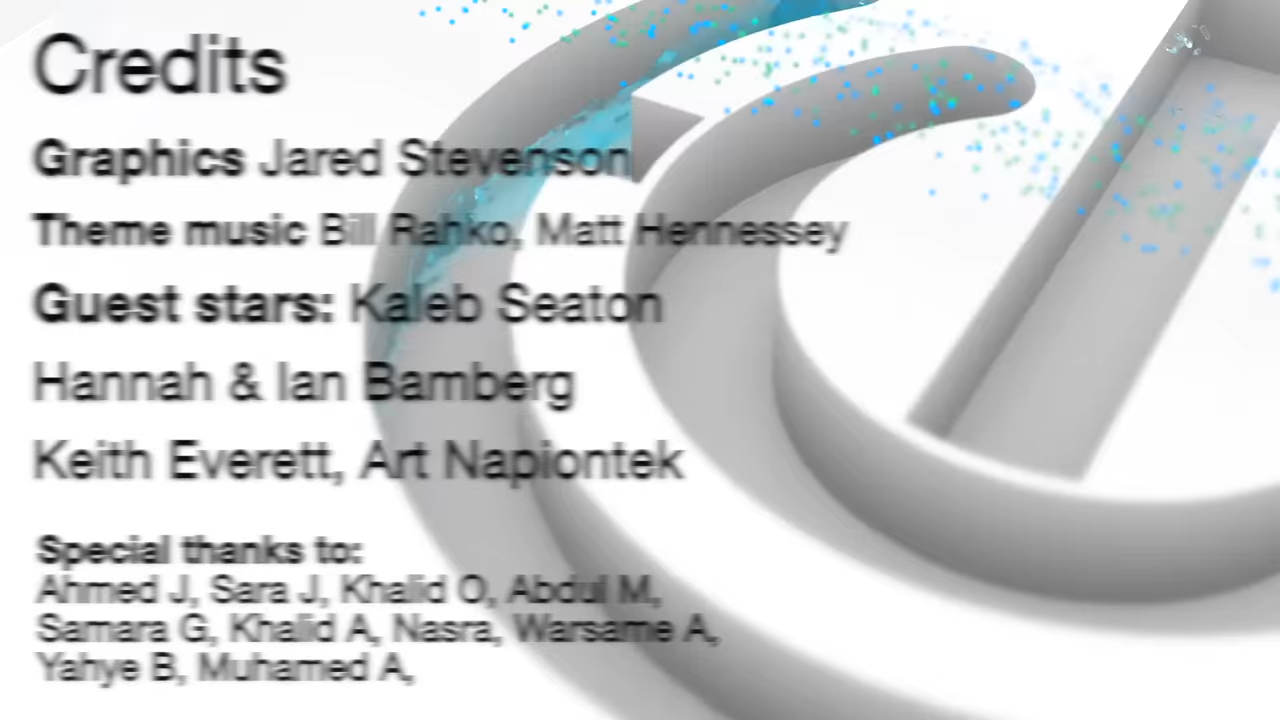 Credits
Graphics Jared Stevenson
Theme music Bill Rahko, Matt Hennessey
Guest stars: Kaleb Seaton
Hannah & Ian Bamberg
Keith Everett, Art Napiontek
Special thanks to:
Ahmed J, Sara J, Khalid O, Abdul M,
Samara G, Khalid A, Nasra, Warsame A,
Yahye B, Muhamed A,